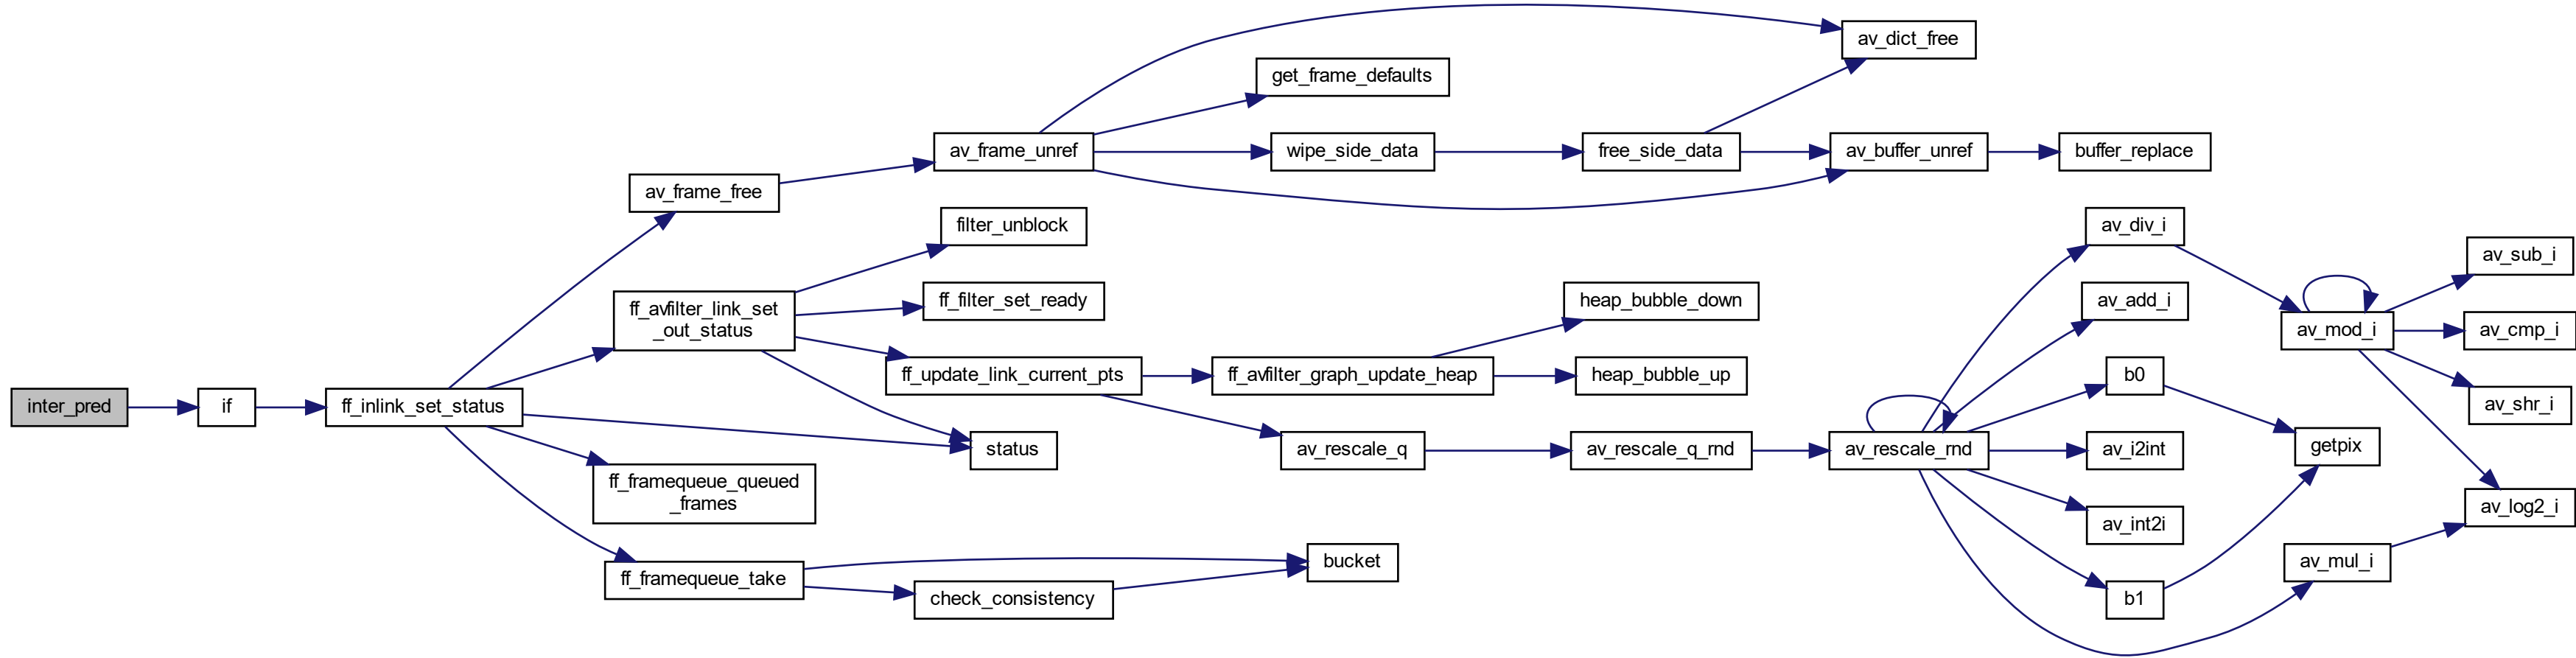 inter_pred
if
ff_inlink_set_status
av_frame_free
ff_avfilter_link_set
_out_status
ff_framequeue_queued
_frames
ff_framequeue_take
av_frame_unref
filter_unblock
ff_filter_set_ready
ff_update_link_current_pts
status
check_consistency
get_frame_defaults
wipe_side_data
ff_avfilter_graph_update_heap
av_rescale_q
bucket
free_side_data
heap_bubble_down
heap_bubble_up
av_rescale_q_rnd
av_dict_free
av_buffer_unref
av_rescale_rnd
buffer_replace
av_div_i
av_add_i
b0
av_i2int
av_int2i
b1
av_mod_i
getpix
av_mul_i
av_sub_i
av_cmp_i
av_shr_i
av_log2_i